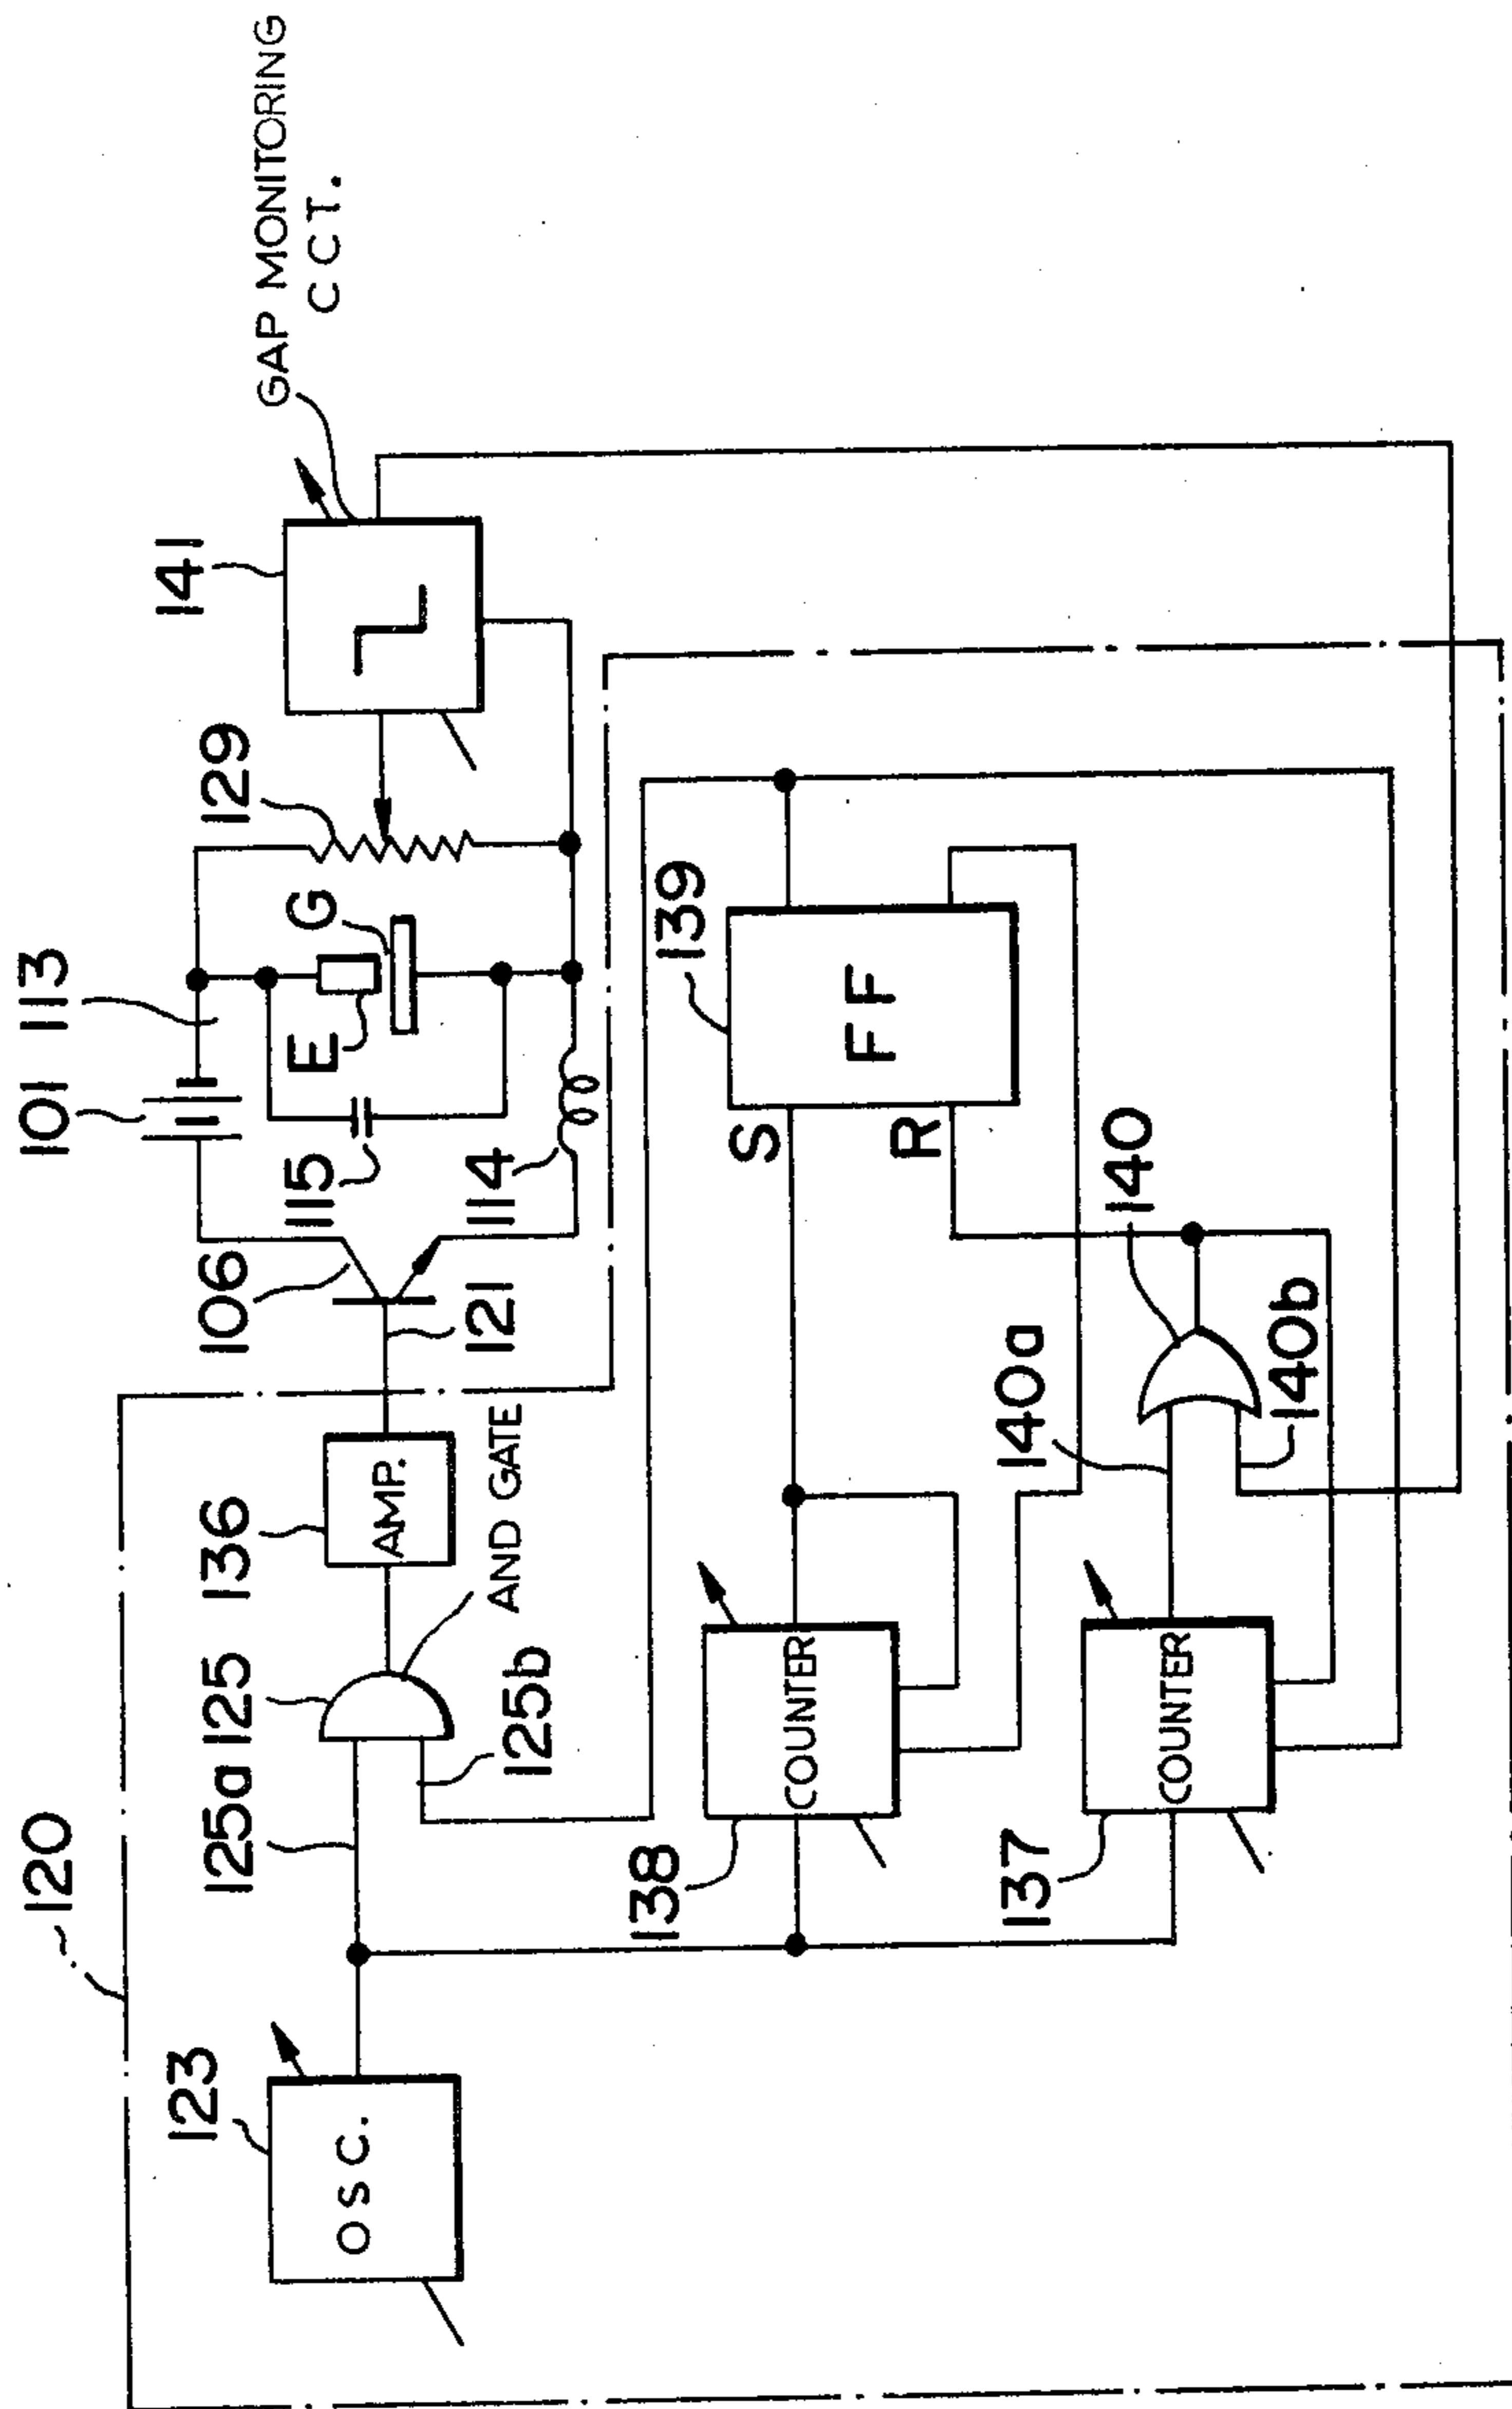 120
123
OSC.
125a
125
125b
AND GATE
136
AMP.
121
106
101
113
115
114
E
G
129
141
GAP MONITORING
CCT.
138
COUNTER
137
COUNTER
S
R
139
FF
140
140a
140b